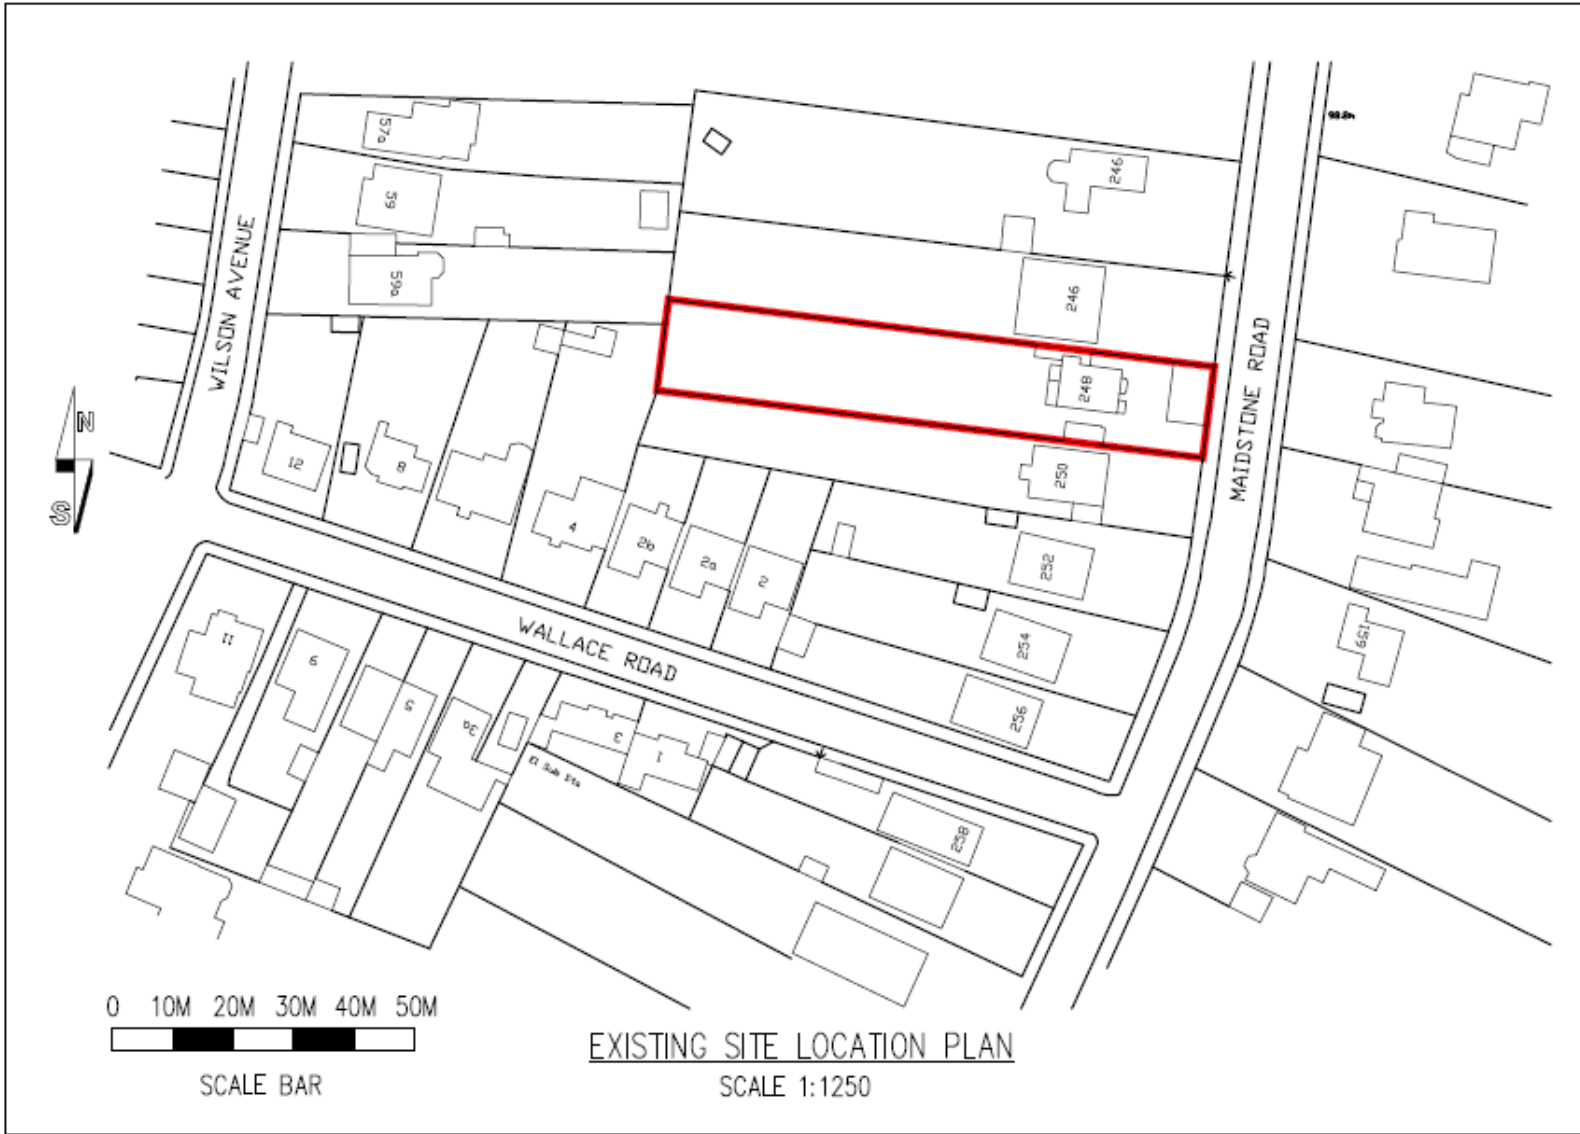 98.8m
57a
246
59
59a
246
WILSON AVENUE
MAIDSTONE ROAD
248
N
S
12
8
250
4
2b
2a
2
252
WALLACE ROAD
254
159
11
9
5
3a
3
1
256
El Sub Sta
258
0 10M 20M 30M 40M 50M
SCALE BAR
EXISTING SITE LOCATION PLAN
SCALE 1:1250